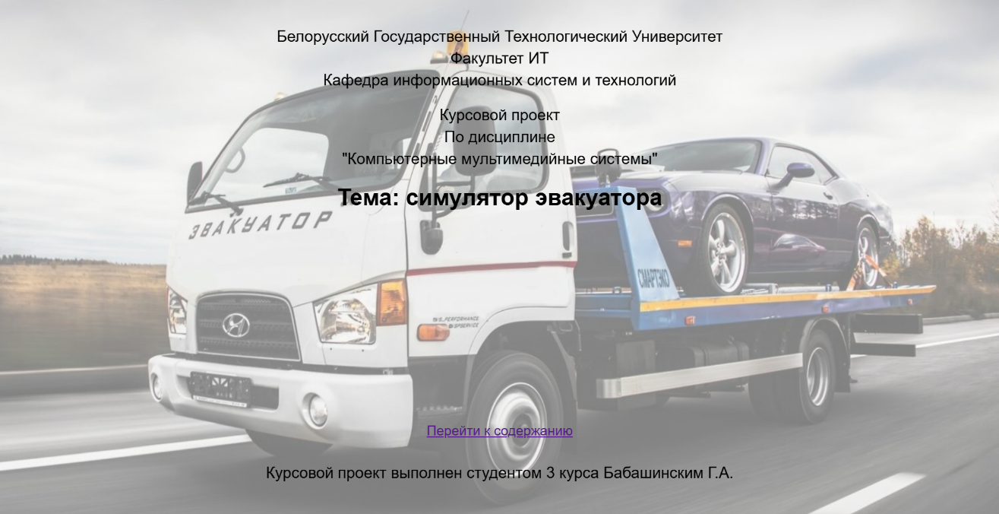 Белорусский Государственный Технологический Университет
Факультет ИТ
Кафедра информационных систем и технологий
Курсовой проект
По дисциплине
"Компьютерные мультимедийные системы"
Тема: симулятор эвакуатора
ЭВАКУАТОР
СМАРТЭКО
Перейти к содержанию
Курсовой проект выполнен студентом 3 курса Бабашинским Г.А.